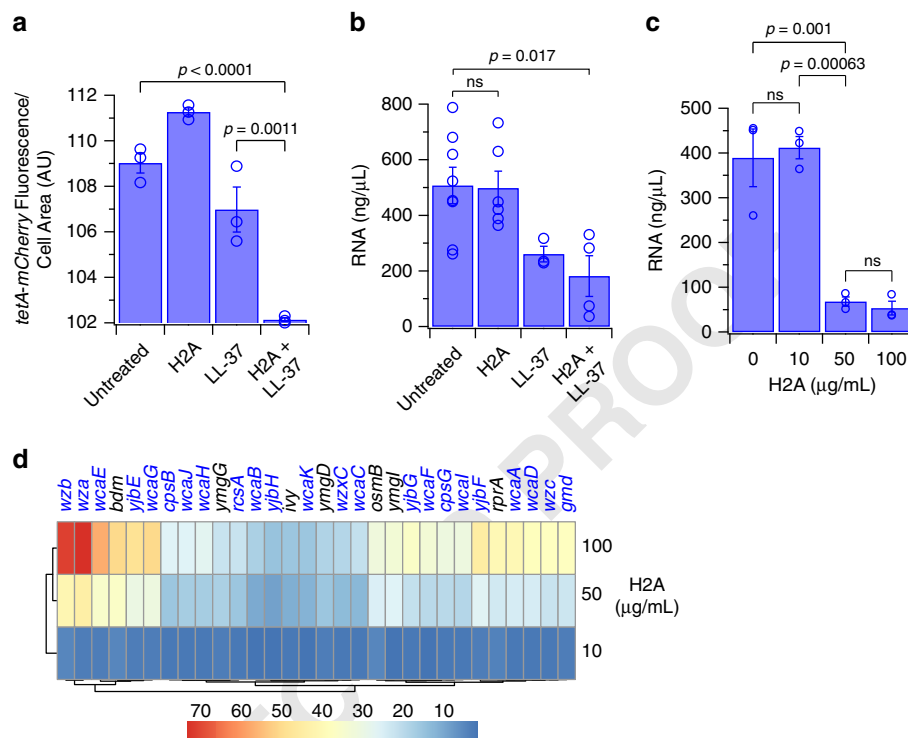 a
p < 0.0001
p = 0.0011
tetA-mCherry Fluorescence/
Cell Area (AU)
112
110
108
106
104
102
Untreated
H2A
LL-37
H2A +
LL-37
b
p = 0.017
ns
RNA (ng/μL)
800
600
400
200
0
Untreated
H2A
LL-37
H2A +
LL-37
c
p = 0.001
p = 0.00063
ns
ns
RNA (ng/μL)
500
400
300
200
100
50
0
0 10 50 100
H2A (μg/mL)
d
wzb wza wcaE bdm yjbE wcaG cpsB wcaJ wcaH ymgG rcsA wcaB yjbH ivy wcaK ymgD wzxC wcaC osmB ymgI yjbG wcaF cpsG wcaI yjbF rprA wcaA wcaD wzc gmd
100
50
10
H2A
(μg/mL)
70 60 50 40 30 20 10